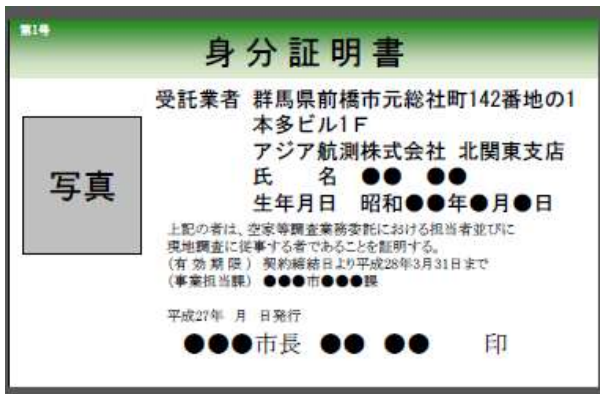 第1号
身分証明書
受託業者 群馬県前橋市元総社町142番地の1
本多ビル1F
アジア航測株式会社 北関東支店
氏　　名 ●● ●●
生年月日 昭和●●年●月●日
写真
上記の者は、空家等調査業務委託における担当者並びに
現地調査に従事する者であることを証明する。
(有効期限) 契約締結日より平成28年3月31日まで
(事業担当課) ●●●市●●●課
平成27年 月 日発行
●●●市長 ●● ●● 印